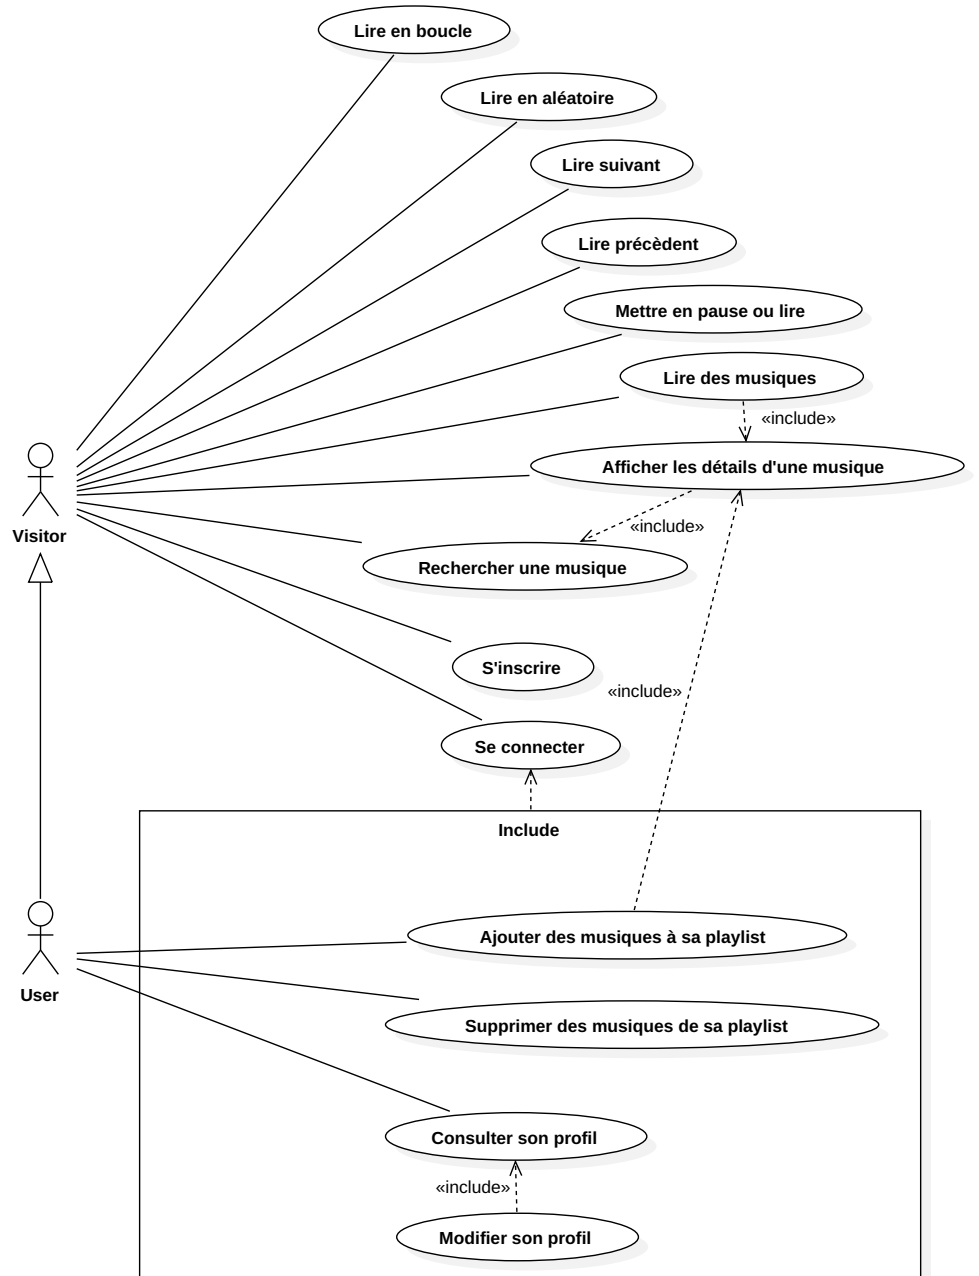 Lire en boucle
Lire en aléatoire
Lire suivant
Lire précèdent
Mettre en pause ou lire
Lire des musiques
«include»
Afficher les détails d'une musique
«include»
Visitor
Rechercher une musique
S'inscrire
«include»
Se connecter
Include
Ajouter des musiques à sa playlist
User
Supprimer des musiques de sa playlist
Consulter son profil
«include»
Modifier son profil